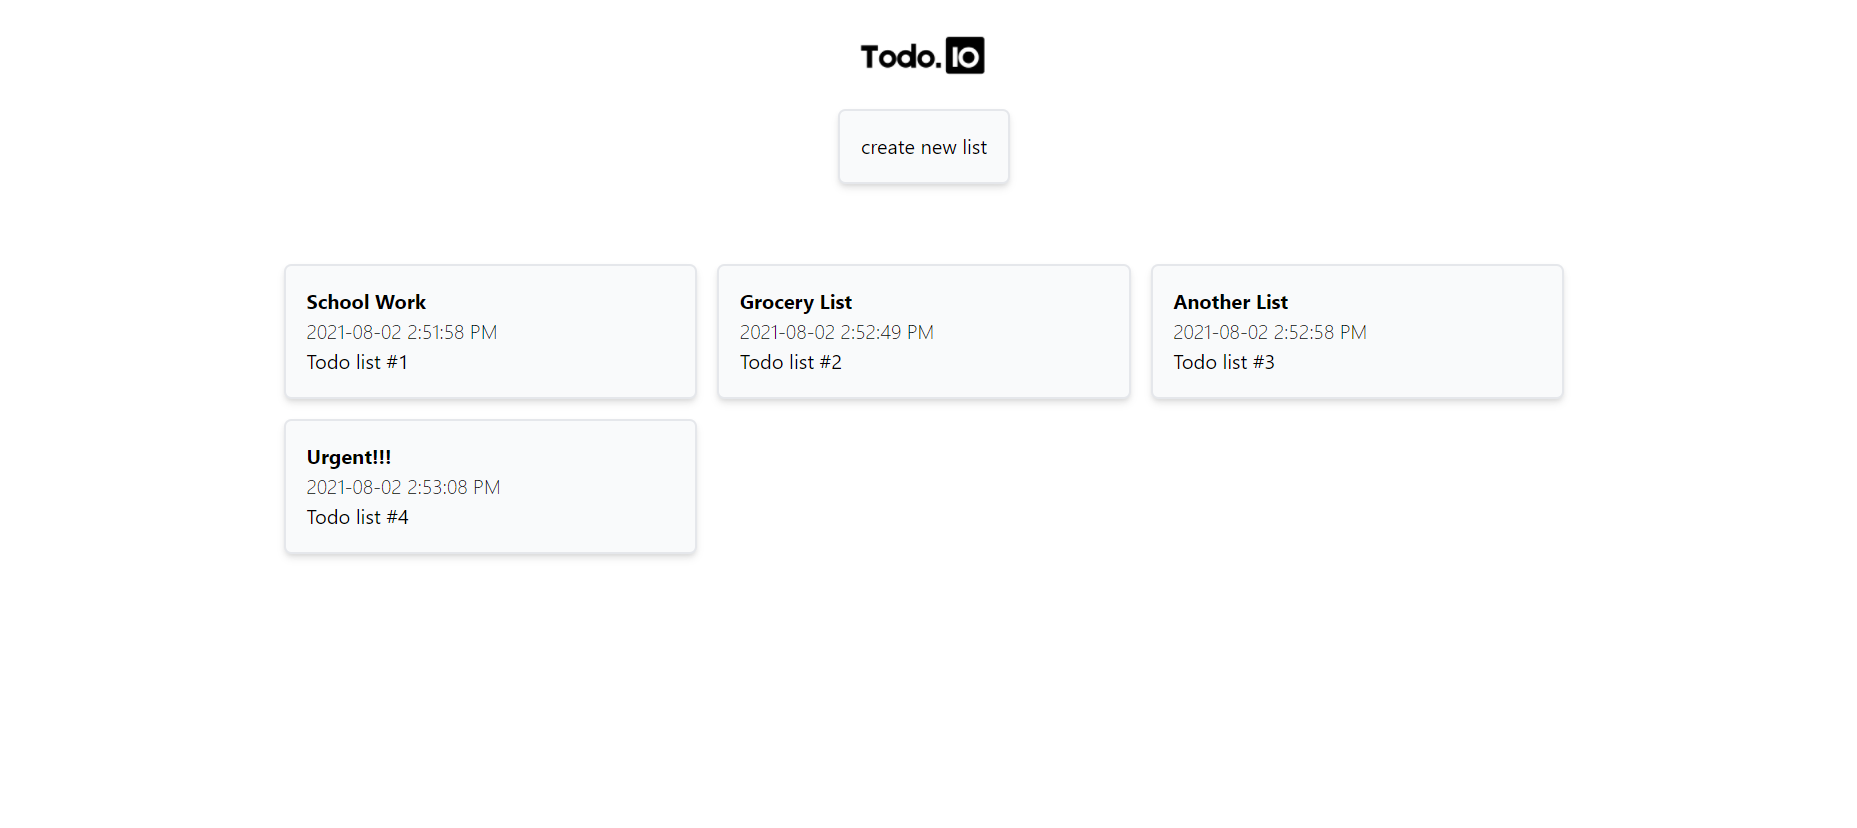 Todo.IO
create new list
School Work
2021-08-02 2:51:58 PM
Todo list #1
Grocery List
2021-08-02 2:52:49 PM
Todo list #2
Another List
2021-08-02 2:52:58 PM
Todo list #3
Urgent!!!
2021-08-02 2:53:08 PM
Todo list #4